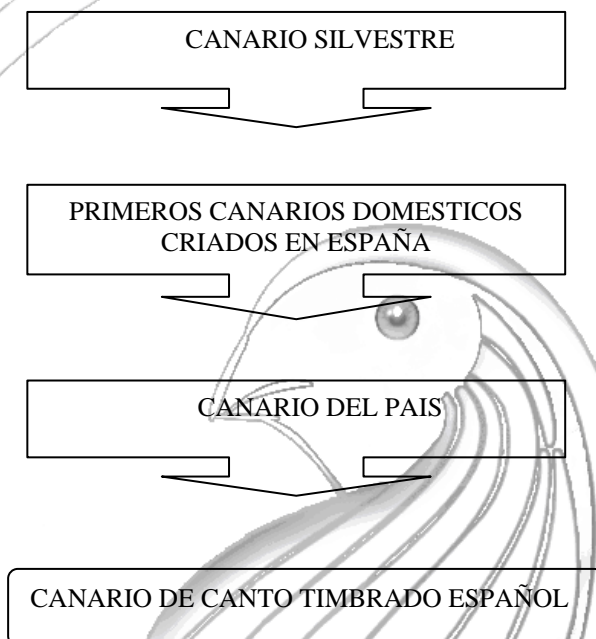 CANARIO SILVESTRE
PRIMEROS CANARIOS DOMESTICOS
CRIADOS EN ESPAÑA
CANARIO DEL PAIS
CANARIO DE CANTO TIMBRADO ESPAÑOL